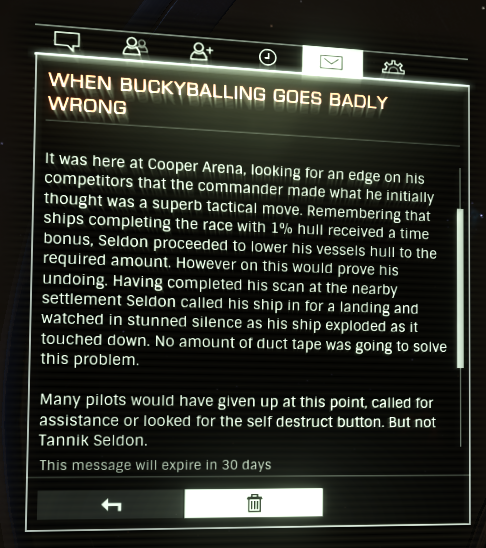 WHEN BUCKYBALLING GOES BADLY
WRONG
It was here at Cooper Arena, looking for an edge on his
competitors that the commander made what he initially
thought was a superb tactical move. Remembering that
ships completing the race with 1% hull received a time
bonus, Seldon proceeded to lower his vessels hull to the
required amount. However on this would prove his
undoing. Having completed his scan at the nearby
settlement Seldon called his ship in for a landing and
watched in stunned silence as his ship exploded as it
touched down. No amount of duct tape was going to solve
this problem.
Many pilots would have given up at this point, called for
assistance or looked for the self destruct button. But not
Tannik Seldon.
This message will expire in 30 days